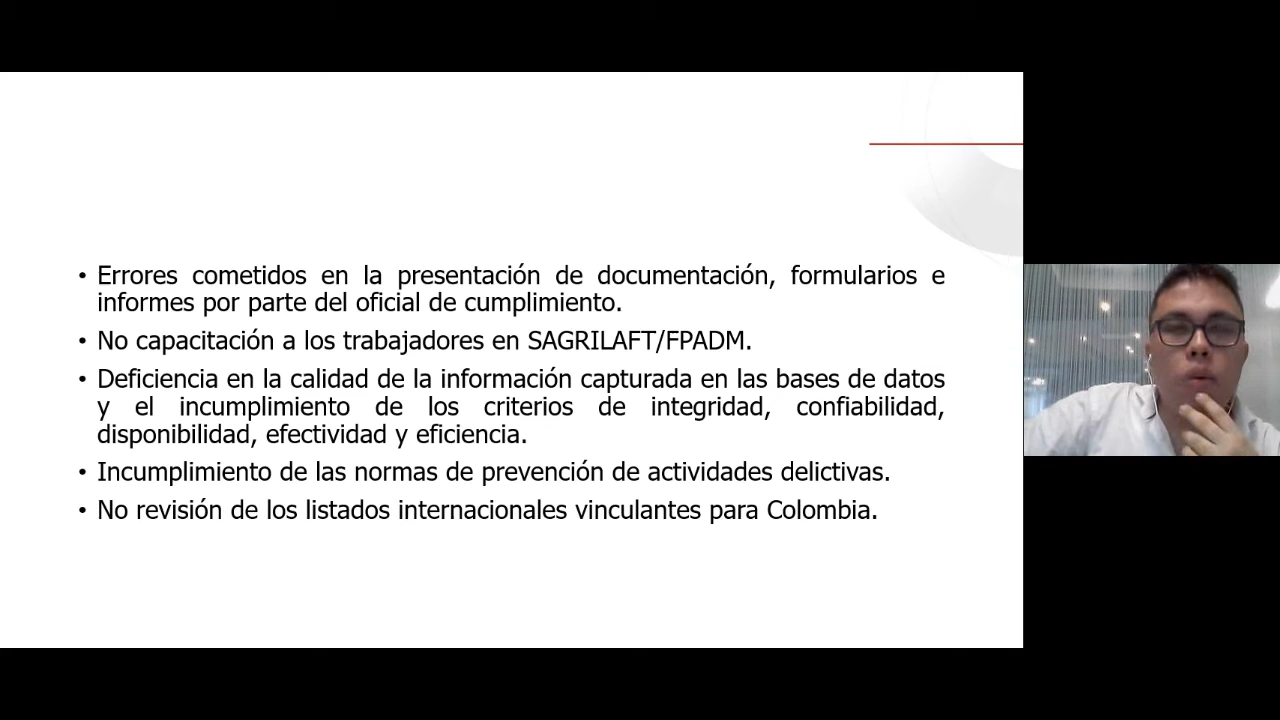 • Errores cometidos en la presentación de documentación, formularios e
informes por parte del oficial de cumplimiento.
• No capacitación a los trabajadores en SAGRILAFT/FPADM.
• Deficiencia en la calidad de la información capturada en las bases de datos
y el incumplimiento de los criterios de integridad, confiabilidad,
disponibilidad, efectividad y eficiencia.
• Incumplimiento de las normas de prevención de actividades delictivas.
• No revisión de los listados internacionales vinculantes para Colombia.